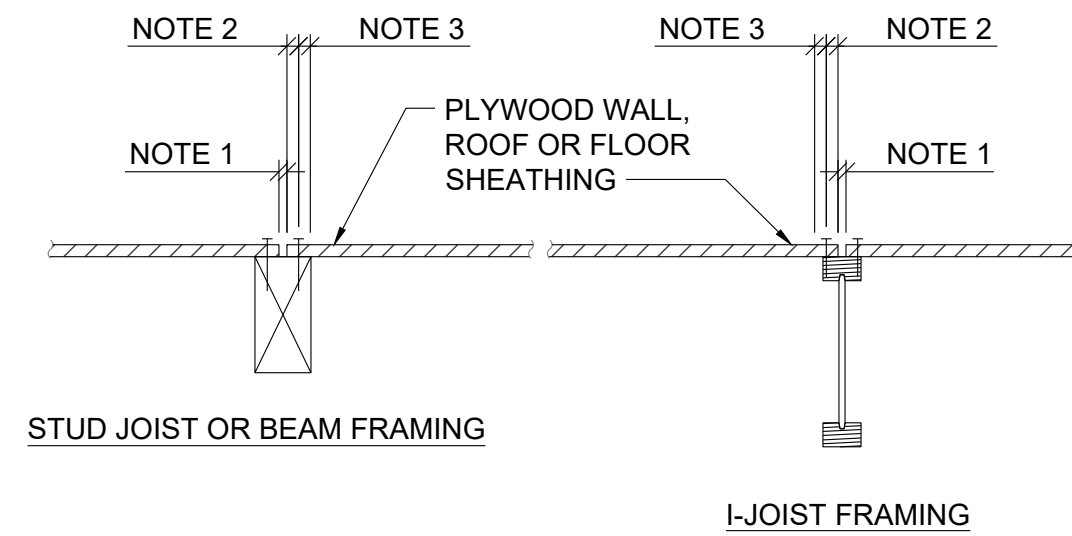 NOTE 2
NOTE 3
NOTE 3
NOTE 2
NOTE 1
PLYWOOD WALL,
ROOF OR FLOOR
SHEATHING
NOTE 1
STUD JOIST OR BEAM FRAMING
I-JOIST FRAMING